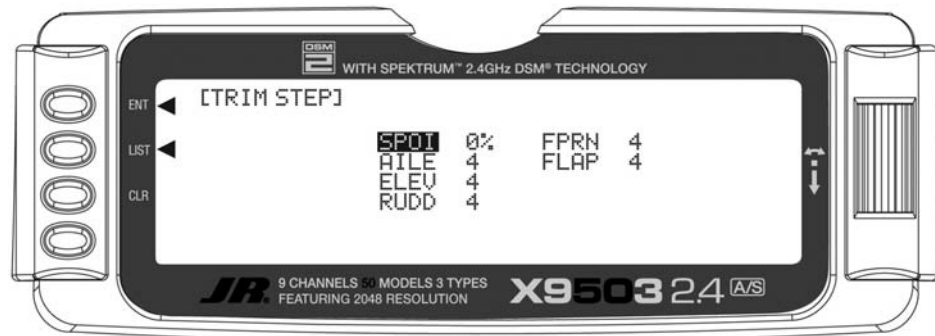 DSM
2
WITH SPEKTRUM™ 2.4GHz DSM® TECHNOLOGY
ENT
LIST
CLR
[TRIM STEP]
SPOI 0% FPRN 4
AILE 4 FLAP 4
ELEV 4
RUDD 4
JR. 9 CHANNELS 50 MODELS 3 TYPES
FEATURING 2048 RESOLUTION
X9503 2.4 A/S